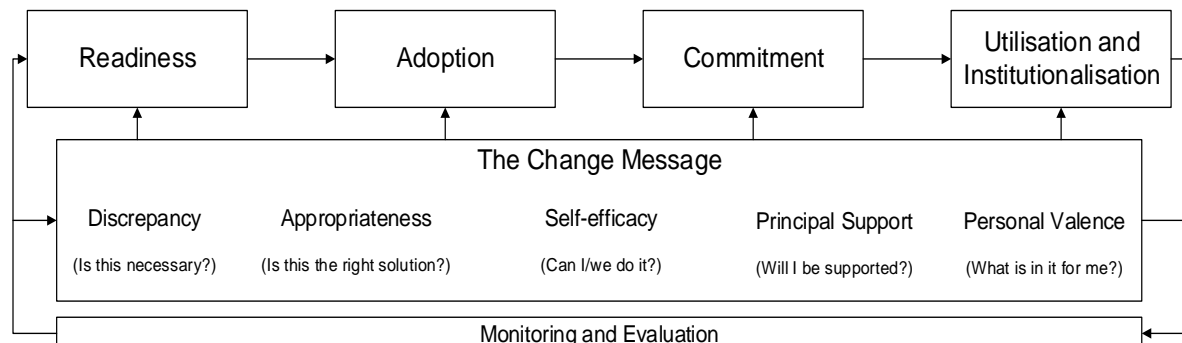 Readiness
Adoption
Commitment
Utilisation and
Institutionalisation
The Change Message
Discrepancy
Appropriateness
Self-efficacy
Principal Support
Personal Valence
(Is this necessary?)
(Is this the right solution?)
(Can I/we do it?)
(Will I be supported?)
(What is in it for me?)
Monitoring and Evaluation